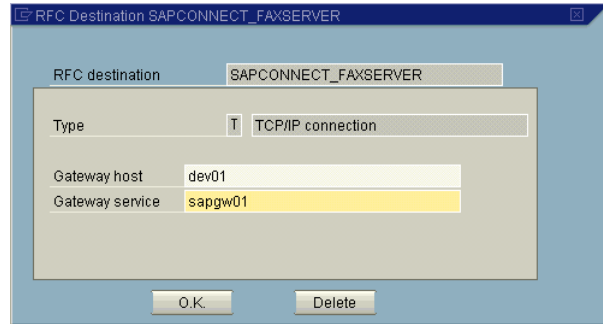 RFC Destination SAPCONNECT_FAXSERVER
RFC destination SAPCONNECT_FAXSERVER
Type T TCP/IP connection
Gateway host dev01
Gateway service sapgw01
O.K. Delete